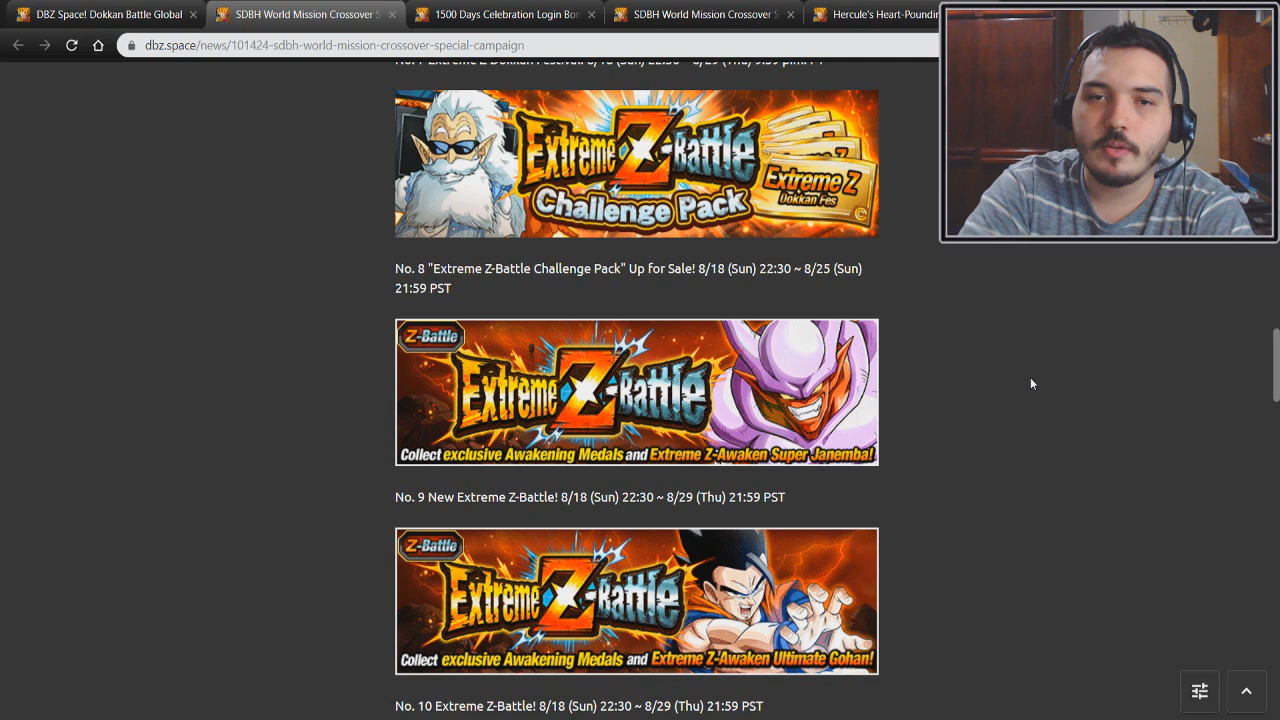 DBZ Space! Dokkan Battle Global
SDBH World Mission Crossover S
1500 Days Celebration Login Bon
SDBH World Mission Crossover S
Hercule's Heart-Poundin
dbz.space/news/101424-sdbh-world-mission-crossover-special-campaign
Extreme Z-Battle
Challenge Pack
Extreme Z
Dokkan Fes
No. 8 "Extreme Z-Battle Challenge Pack" Up for Sale! 8/18 (Sun) 22:30 ~ 8/25 (Sun)
21:59 PST
Z-Battle
Extreme Z-Battle
Collect exclusive Awakening Medals and Extreme Z-Awaken Super Janemba!
No. 9 New Extreme Z-Battle! 8/18 (Sun) 22:30 ~ 8/29 (Thu) 21:59 PST
Z-Battle
Extreme Z-Battle
Collect exclusive Awakening Medals and Extreme Z-Awaken Ultimate Gohan!
No. 10 Extreme Z-Battle! 8/18 (Sun) 22:30 ~ 8/29 (Thu) 21:59 PST